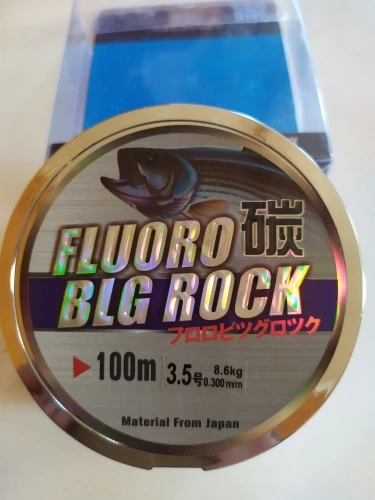 FLUORO 碳
BLG ROCK
フロロビツグロツク
100m 3.5号 8.6kg 0.300m/m
Material From Japan